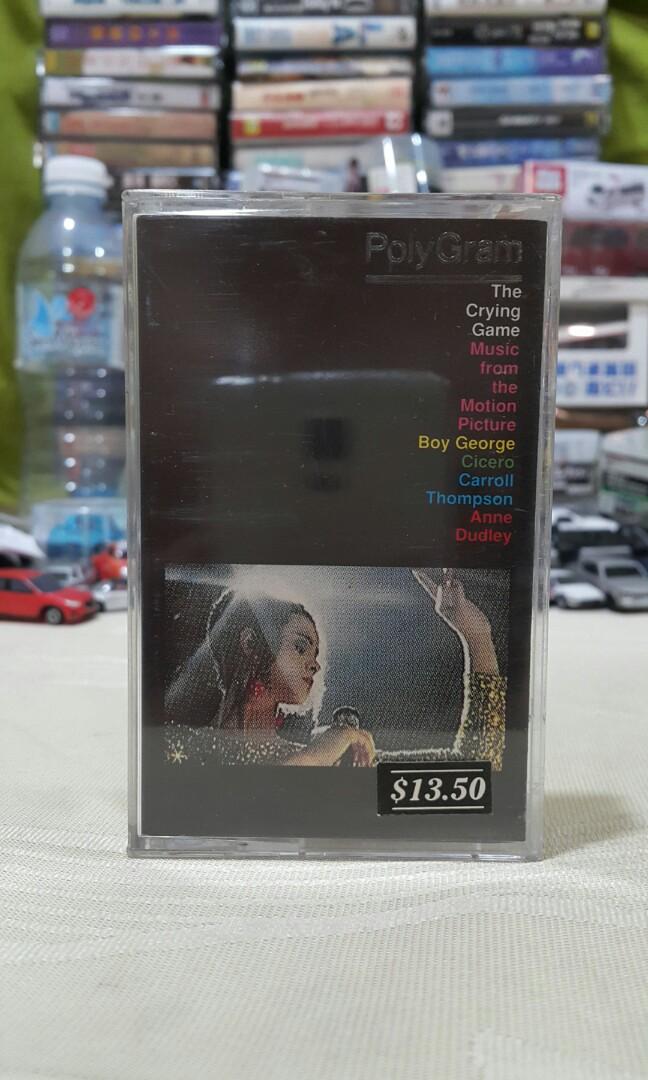 PolyGram
The
Crying
Game
Music
from
the
Motion
Picture
Boy George
Cicero
Carroll
Thompson
Anne
Dudley
$13.50